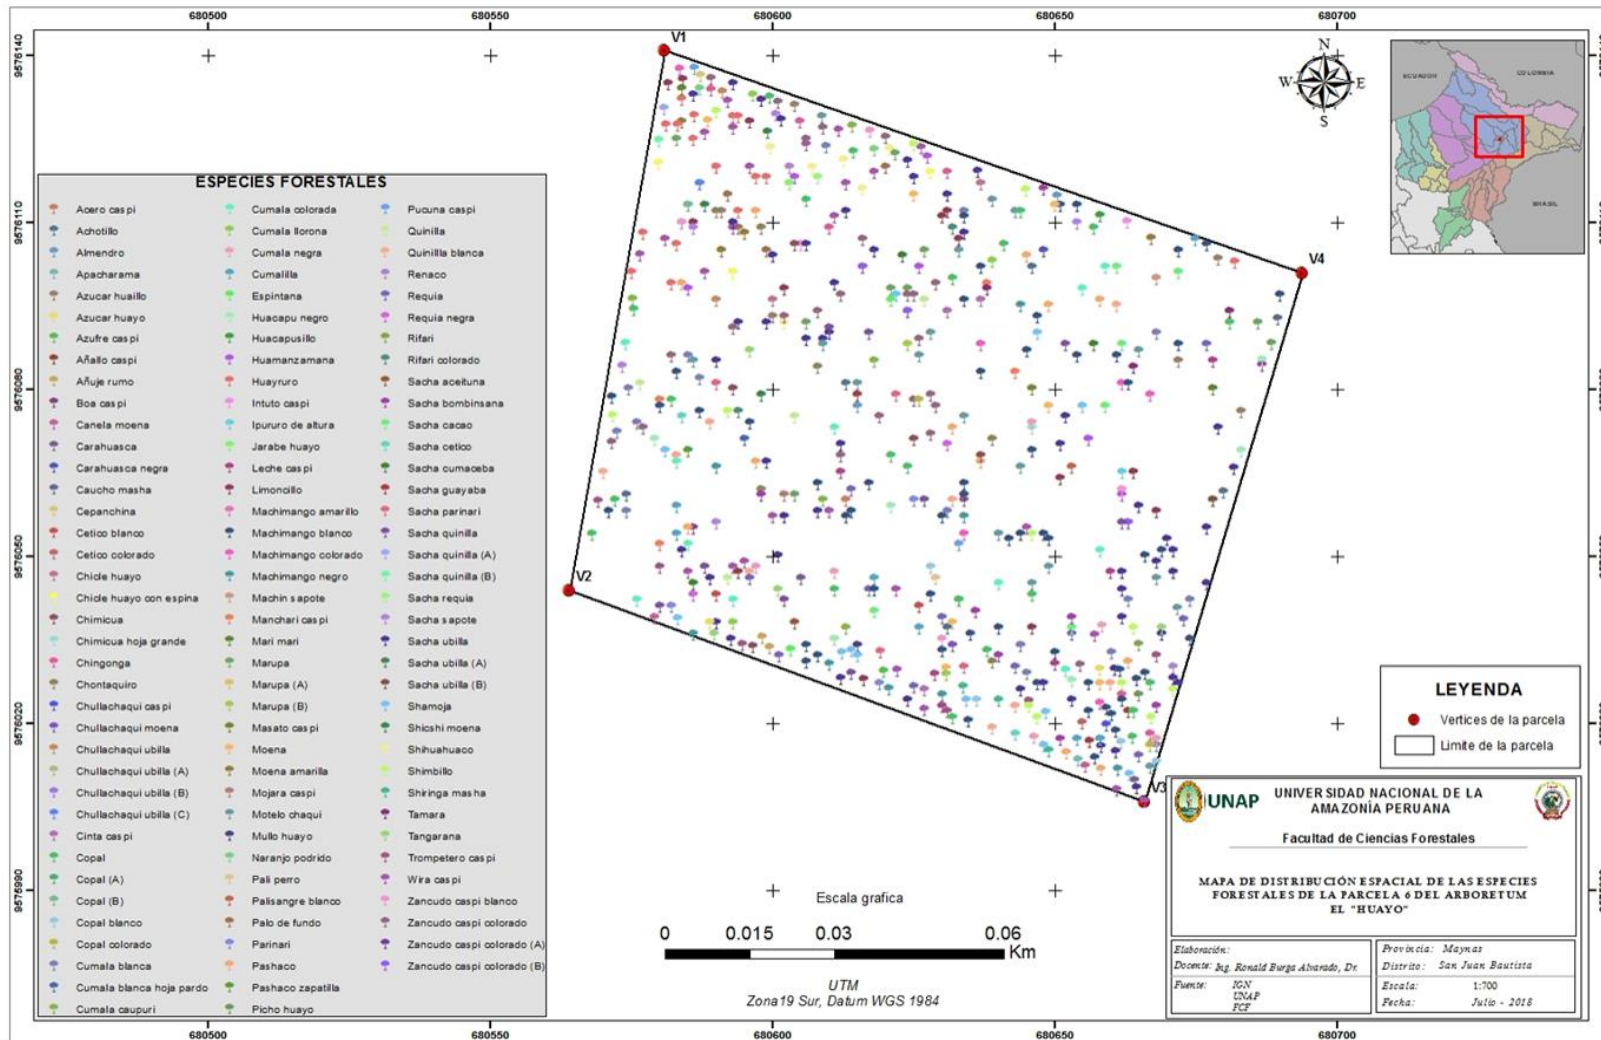 680500 680550 680600 680650 680700
9576140
9576110
9576080
9576050
9576020
9575990
V1
V2
V3
V4
N
W E
S
ECUADOR
COLOMBIA
BRASIL
ESPECIES FORESTALES
Acero caspi
Achotillo
Almendro
Apacharama
Azucar huaillo
Azucar huayo
Azufre caspi
Añallo caspi
Añuje rumo
Boa caspi
Canela moena
Carahuasca
Carahuasca negra
Caucho masha
Cepanchina
Cetico blanco
Cetico colorado
Chicle huayo
Chicle huayo con espina
Chimicua
Chimicua hoja grande
Chingonga
Chontaquiro
Chullachaqui caspi
Chullachaqui moena
Chullachaqui ubilla
Chullachaqui ubilla (A)
Chullachaqui ubilla (B)
Chullachaqui ubilla (C)
Cinta caspi
Copal
Copal (A)
Copal (B)
Copal blanco
Copal colorado
Cumala blanca
Cumala blanca hoja pardo
Cumala caupuri
Cumala colorada
Cumala llorona
Cumala negra
Cumalilla
Espintana
Huacapu negro
Huacapusillo
Huamanzamana
Huayruro
Intuto caspi
Ipururo de altura
Jarabe huayo
Leche caspi
Limoncillo
Machimango amarillo
Machimango blanco
Machimango colorado
Machimango negro
Machin sapote
Manchari caspi
Mari mari
Marupa
Marupa (A)
Marupa (B)
Masato caspi
Moena
Moena amarilla
Mojara caspi
Motelo chaqui
Mullo huayo
Naranjo podrido
Pali perro
Palisangre blanco
Palo de fundo
Parinari
Pashaco
Pashaco zapatilla
Picho huayo
Pucuna caspi
Quinilla
Quinillla blanca
Renaco
Requia
Requia negra
Rifari
Rifari colorado
Sacha aceituna
Sacha bombinsana
Sacha cacao
Sacha cetico
Sacha cumaceba
Sacha guayaba
Sacha parinari
Sacha quinilla
Sacha quinilla (A)
Sacha quinilla (B)
Sacha requia
Sacha sapote
Sacha ubilla
Sacha ubilla (A)
Sacha ubilla (B)
Shamoja
Shicshi moena
Shihuahuaco
Shimbillo
Shiringa masha
Tamara
Tangarana
Trompetero caspi
Wira caspi
Zancudo caspi blanco
Zancudo caspi colorado
Zancudo caspi colorado (A)
Zancudo caspi colorado (B)
Escala grafica
0 0.015 0.03 0.06
Km
UTM
Zona19 Sur, Datum WGS 1984
LEYENDA
Vertices de la parcela
Limite de la parcela
UNAP
UNIVERSIDAD NACIONAL DE LA
AMAZONÍA PERUANA
Facultad de Ciencias Forestales
MAPA DE DISTRIBUCIÓN ESPACIAL DE LAS ESPECIES
FORESTALES DE LA PARCELA 6 DEL ARBORETUM
EL "HUAYO"
Elaboración:
Docente: Ing. Ronald Burga Alvarado, Dr.
Fuente: IGN
UNAP
FCF
Provincia: Maynas
Distrito: San Juan Bautista
Escala: 1:700
Fecha: Julio - 2018
680500 680550 680600 680650 680700